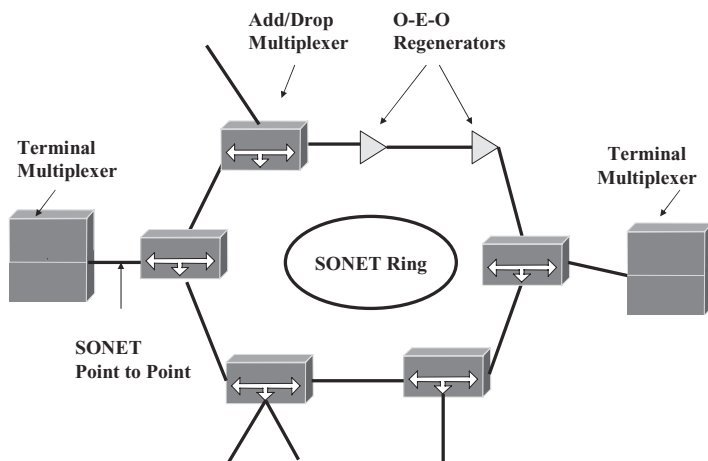 Add/Drop
Multiplexer
O-E-O
Regenerators
Terminal
Multiplexer
Terminal
Multiplexer
SONET Ring
SONET
Point to Point